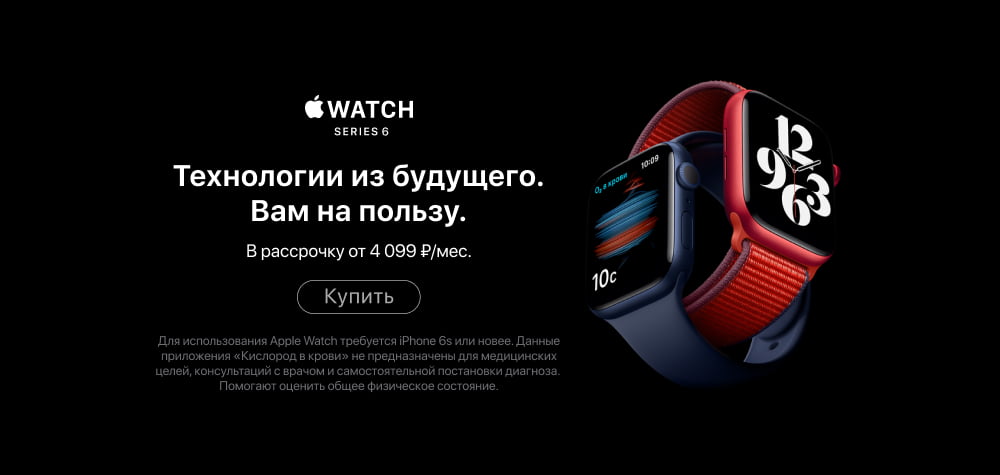 WATCH
SERIES 6
Технологии из будущего.
Вам на пользу.
В рассрочку от 4 099 ₽/мес.
Купить
Для использования Apple Watch требуется iPhone 6s или новее. Данные
приложения «Кислород в крови» не предназначены для медицинских
целей, консультаций с врачом и самостоятельной постановки диагноза.
Помогают оценить общее физическое состояние.
10:09
O₂ в крови
10с
12
9 3
6